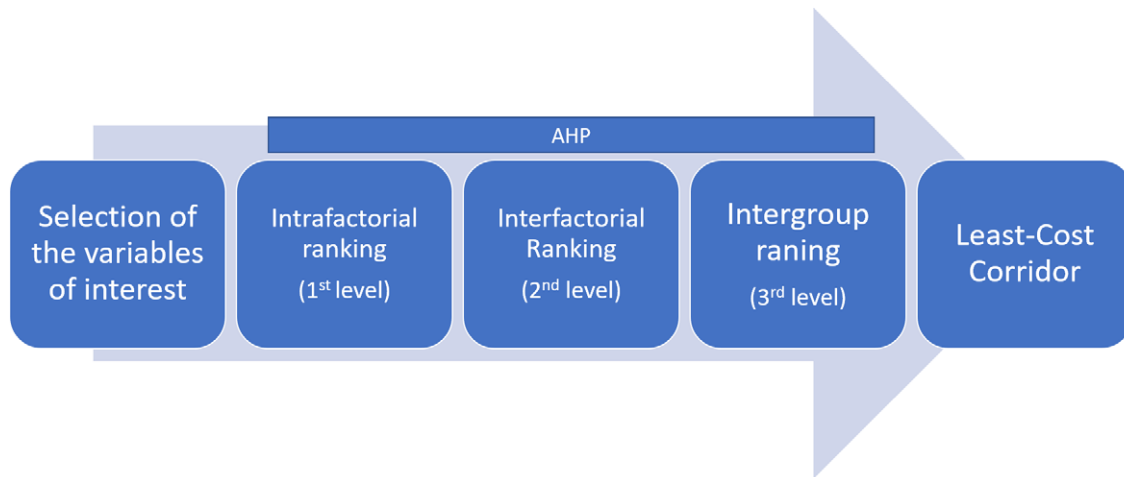 AHP
Selection of
the variables
of interest
Intrafactorial
ranking
(1st level)
Interfactorial
Ranking
(2nd level)
Intergroup
raning
(3rd level)
Least-Cost
Corridor